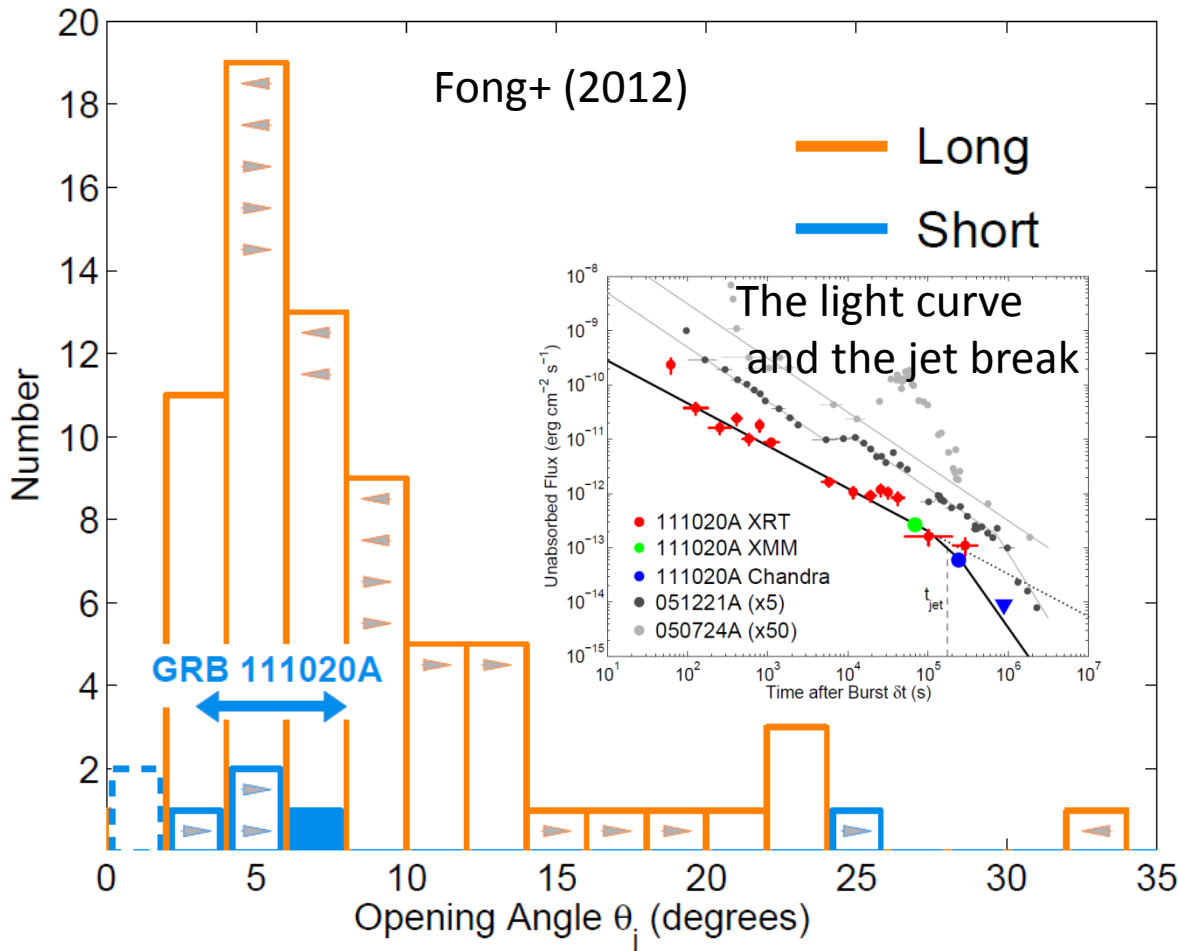 Fong+ (2012)
Long
Short
Number
20
18
16
14
12
10
8
6
4
2
GRB 111020A
0
5
10
15
20
25
30
35
Opening Angle θj (degrees)
The light curve
and the jet break
Unabsorbed Flux (erg cm⁻² s⁻¹)
10⁻⁸
10⁻⁹
10⁻¹⁰
10⁻¹¹
10⁻¹²
10⁻¹³
10⁻¹⁴
10⁻¹⁵
111020A XRT
111020A XMM
111020A Chandra
051221A (x5)
050724A (x50)
tjet
10¹
10²
10³
10⁴
10⁵
10⁶
10⁷
Time after Burst δt (s)